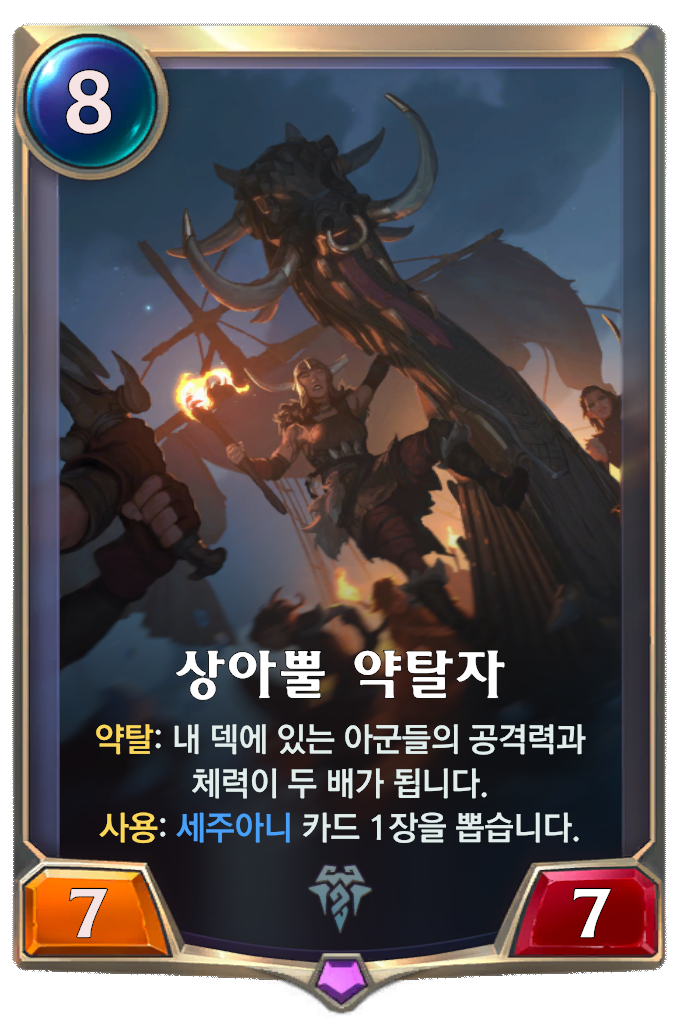 8
상아뿔 약탈자
약탈: 내 덱에 있는 아군들의 공격력과
체력이 두 배가 됩니다.
사용: 세주아니 카드 1장을 뽑습니다.
7
7